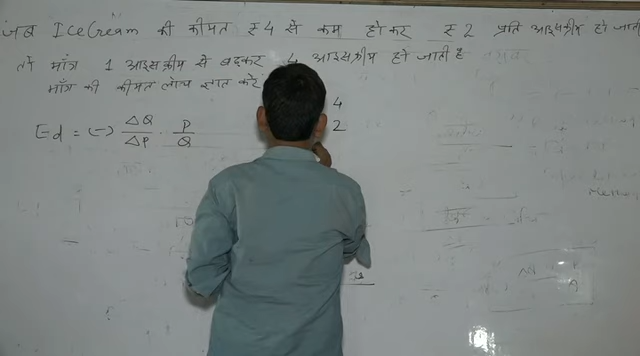 जब IceCream की कीमत ₹4 से कम होकर ₹2 प्रति आइसक्रीम हो जाती
तो माँग 1 आइसक्रीम से बढ़कर 4 आइसक्रीम हो जाती है
माँग की कीमत लोच ज्ञात करें
4
2
Ed = (-) ΔQ/ΔP · P/Q